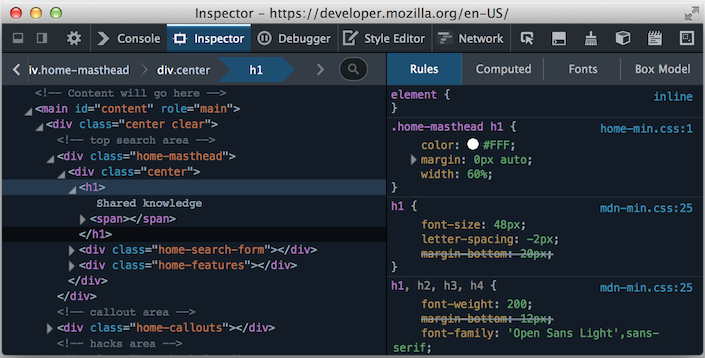 Inspector – https://developer.mozilla.org/en-US/
Console Inspector Debugger Style Editor Network
iv.home-masthead div.center h1
Rules Computed Fonts Box Model
<!-- Content will go here -->
<main id="content" role="main">
<div class="center clear">
<!-- top search area -->
<div class="home-masthead">
<div class="center">
<h1>
Shared knowledge
<span></span>
</h1>
<div class="home-search-form"></div>
<div class="home-features"></div>
</div>
</div>
<!-- callout area -->
<div class="home-callouts"></div>
<!-- hacks area -->
element { inline
}
.home-masthead h1 { home-min.css:1
color: #FFF;
margin: 0px auto;
width: 60%;
}
h1 { mdn-min.css:25
font-size: 48px;
letter-spacing: -2px;
margin-bottom: 20px;
}
h1, h2, h3, h4 { mdn-min.css:25
font-weight: 200;
margin-bottom: 12px;
font-family: 'Open Sans Light',sans-
serif;